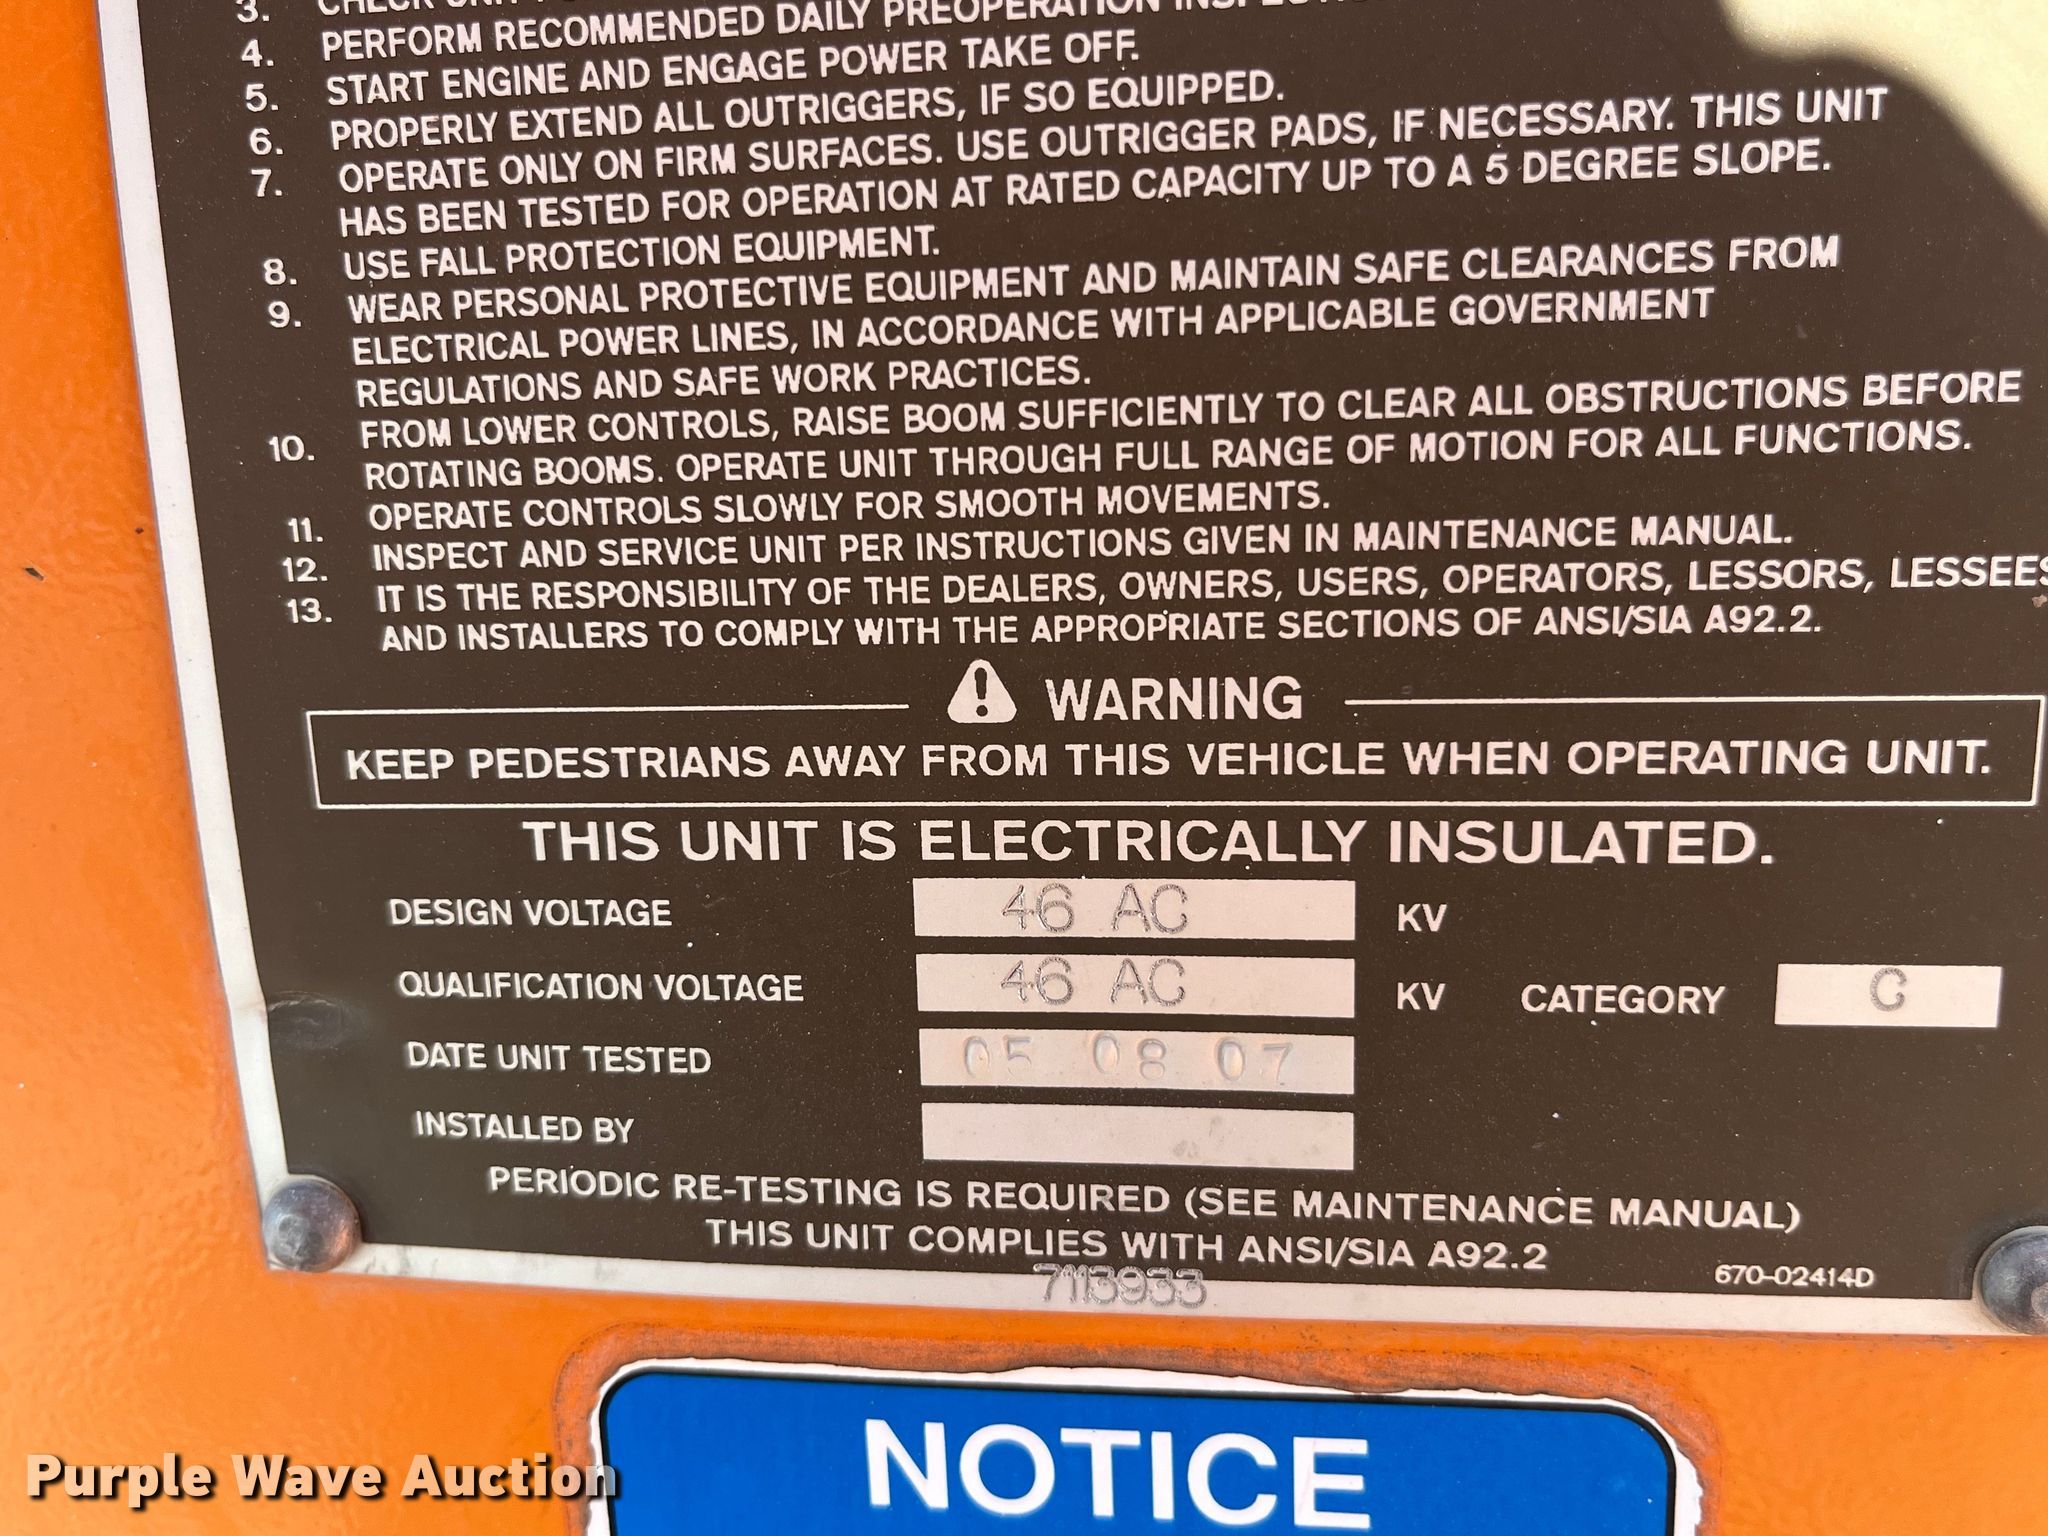 3. CHECK UNIT
4. PERFORM RECOMMENDED DAILY PREOPERATION
5. START ENGINE AND ENGAGE POWER TAKE OFF.
6. PROPERLY EXTEND ALL OUTRIGGERS, IF SO EQUIPPED.
7. OPERATE ONLY ON FIRM SURFACES. USE OUTRIGGER PADS, IF NECESSARY. THIS UNIT
HAS BEEN TESTED FOR OPERATION AT RATED CAPACITY UP TO A 5 DEGREE SLOPE.
8. USE FALL PROTECTION EQUIPMENT.
9. WEAR PERSONAL PROTECTIVE EQUIPMENT AND MAINTAIN SAFE CLEARANCES FROM
ELECTRICAL POWER LINES, IN ACCORDANCE WITH APPLICABLE GOVERNMENT
REGULATIONS AND SAFE WORK PRACTICES.
10. FROM LOWER CONTROLS, RAISE BOOM SUFFICIENTLY TO CLEAR ALL OBSTRUCTIONS BEFORE
ROTATING BOOMS. OPERATE UNIT THROUGH FULL RANGE OF MOTION FOR ALL FUNCTIONS.
11. OPERATE CONTROLS SLOWLY FOR SMOOTH MOVEMENTS.
12. INSPECT AND SERVICE UNIT PER INSTRUCTIONS GIVEN IN MAINTENANCE MANUAL.
13. IT IS THE RESPONSIBILITY OF THE DEALERS, OWNERS, USERS, OPERATORS, LESSORS, LESSEES
AND INSTALLERS TO COMPLY WITH THE APPROPRIATE SECTIONS OF ANSI/SIA A92.2.
WARNING
KEEP PEDESTRIANS AWAY FROM THIS VEHICLE WHEN OPERATING UNIT.
THIS UNIT IS ELECTRICALLY INSULATED.
DESIGN VOLTAGE 46 AC KV
QUALIFICATION VOLTAGE 46 AC KV CATEGORY C
DATE UNIT TESTED 05 08 07
INSTALLED BY
PERIODIC RE-TESTING IS REQUIRED (SEE MAINTENANCE MANUAL)
THIS UNIT COMPLIES WITH ANSI/SIA A92.2
7113933
670-02414D
NOTICE
Purple Wave Auction